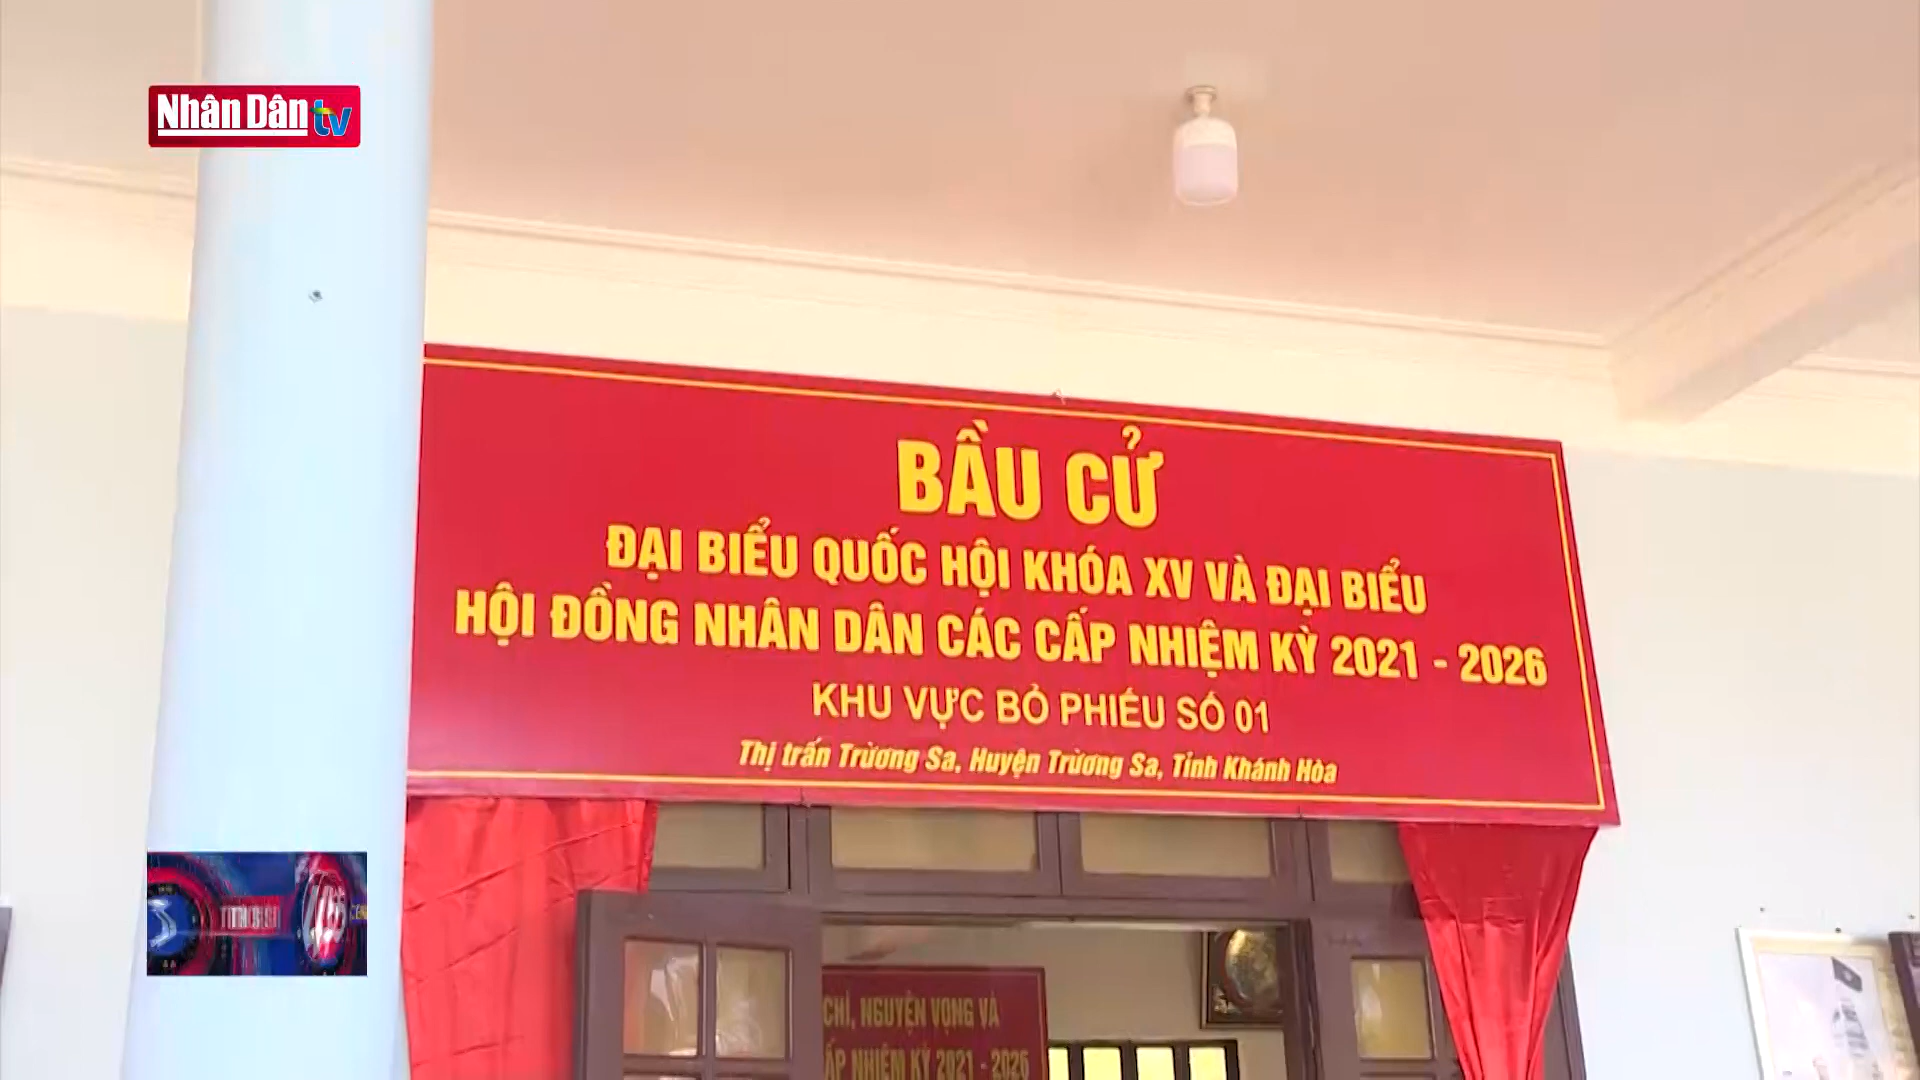 Nhân Dân tv
BẦU CỬ
ĐẠI BIỂU QUỐC HỘI KHÓA XV VÀ ĐẠI BIỂU
HỘI ĐỒNG NHÂN DÂN CÁC CẤP NHIỆM KỲ 2021 - 2026
KHU VỰC BỎ PHIẾU SỐ 01
Thị trấn Trường Sa, Huyện Trường Sa, Tỉnh Khánh Hòa
CHÍ, NGUYỆN VỌNG VÀ
ẤP NHIỆM KỲ 2021 - 2026